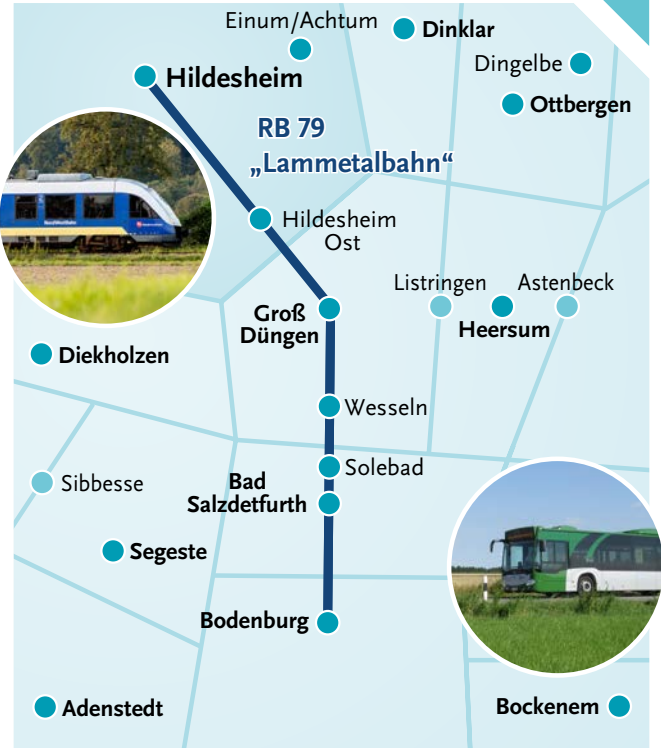 Einum/Achtum
Dinklar
Dingelbe
Hildesheim
Ottbergen
RB 79
„Lammetalbahn“
Hildesheim
Ost
Listringen
Astenbeck
Groß
Düngen
Heersum
Diekholzen
Wesseln
Solebad
Sibbesse
Bad
Salzdetfurth
Segeste
Bodenburg
Adenstedt
Bockenem